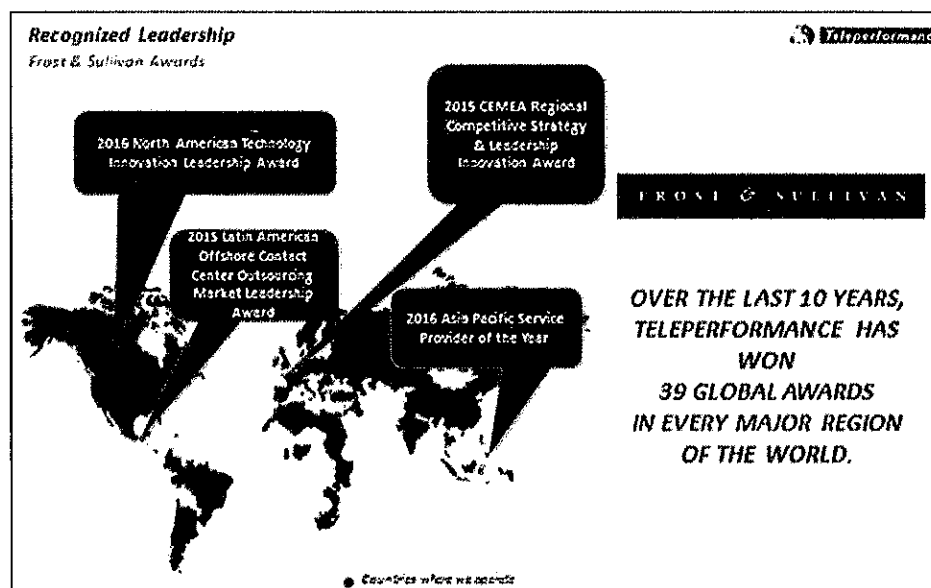 Recognized Leadership
Frost & Sullivan Awards
Teleperformance
2016 North American Technology
Innovation Leadership Award
2015 CEMEA Regional
Competitive Strategy
& Leadership
Innovation Award
2015 Latin American
Offshore Contact
Center Outsourcing
Market Leadership
Award
2016 Asia Pacific Service
Provider of the Year
FROST & SULLIVAN
OVER THE LAST 10 YEARS,
TELEPERFORMANCE HAS
WON
39 GLOBAL AWARDS
IN EVERY MAJOR REGION
OF THE WORLD.
Countries where we operate